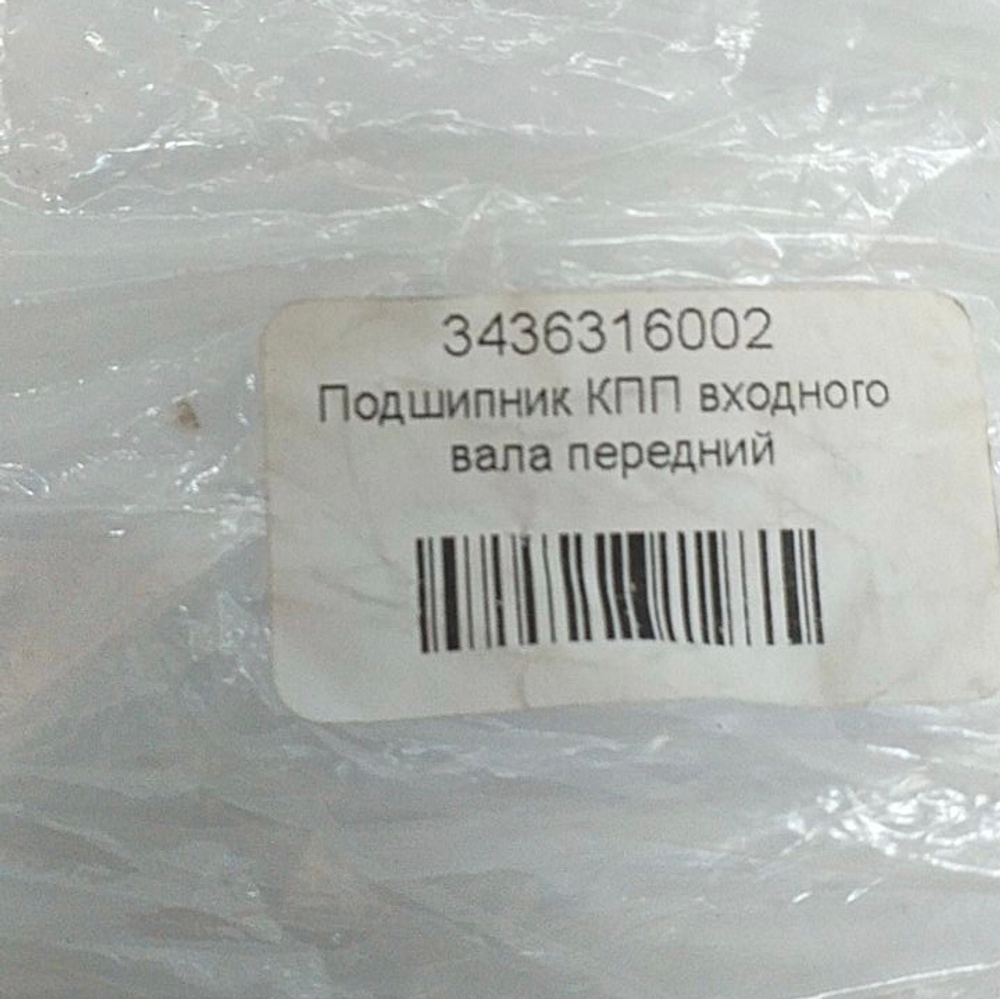 3436316002
Подшипник КПП входного
вала передний